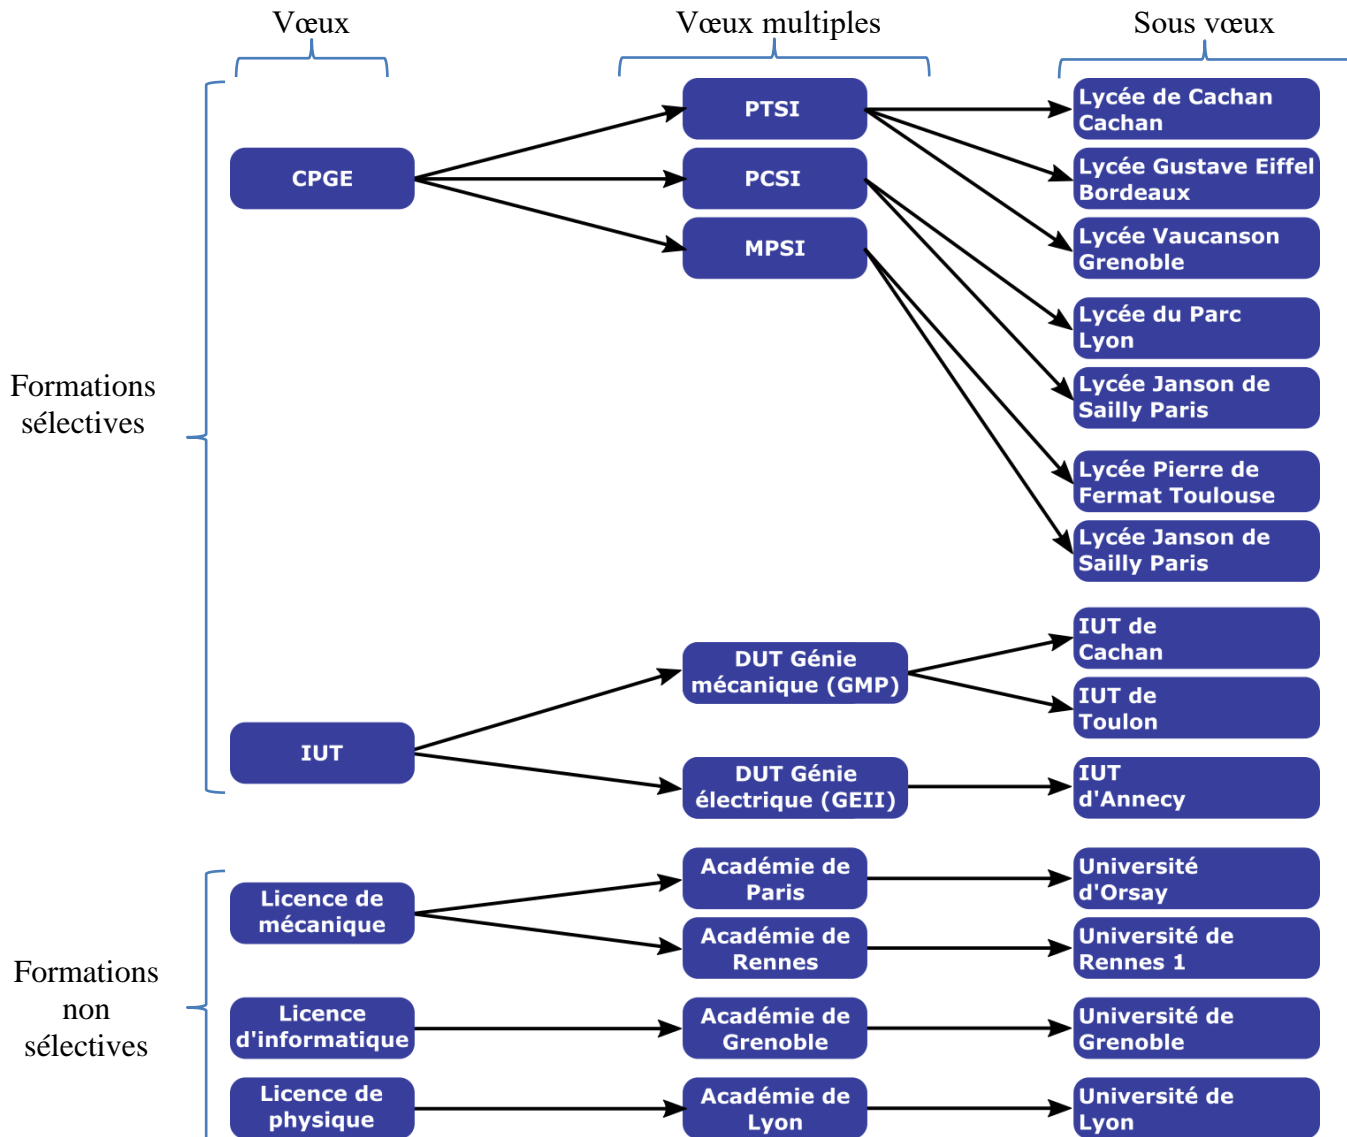 Vœux
Vœux multiples
Sous vœux
Formations
sélectives
CPGE
PTSI
PCSI
MPSI
Lycée de Cachan
Cachan
Lycée Gustave Eiffel
Bordeaux
Lycée Vaucanson
Grenoble
Lycée du Parc
Lyon
Lycée Janson de
Sailly Paris
Lycée Pierre de
Fermat Toulouse
Lycée Janson de
Sailly Paris
IUT
DUT Génie
mécanique (GMP)
DUT Génie
électrique (GEII)
IUT de
Cachan
IUT de
Toulon
IUT
d'Annecy
Formations
non
sélectives
Licence de
mécanique
Académie de
Paris
Université
d'Orsay
Académie de
Rennes
Université de
Rennes 1
Licence
d'informatique
Académie de
Grenoble
Université de
Grenoble
Licence de
physique
Académie de
Lyon
Université de
Lyon